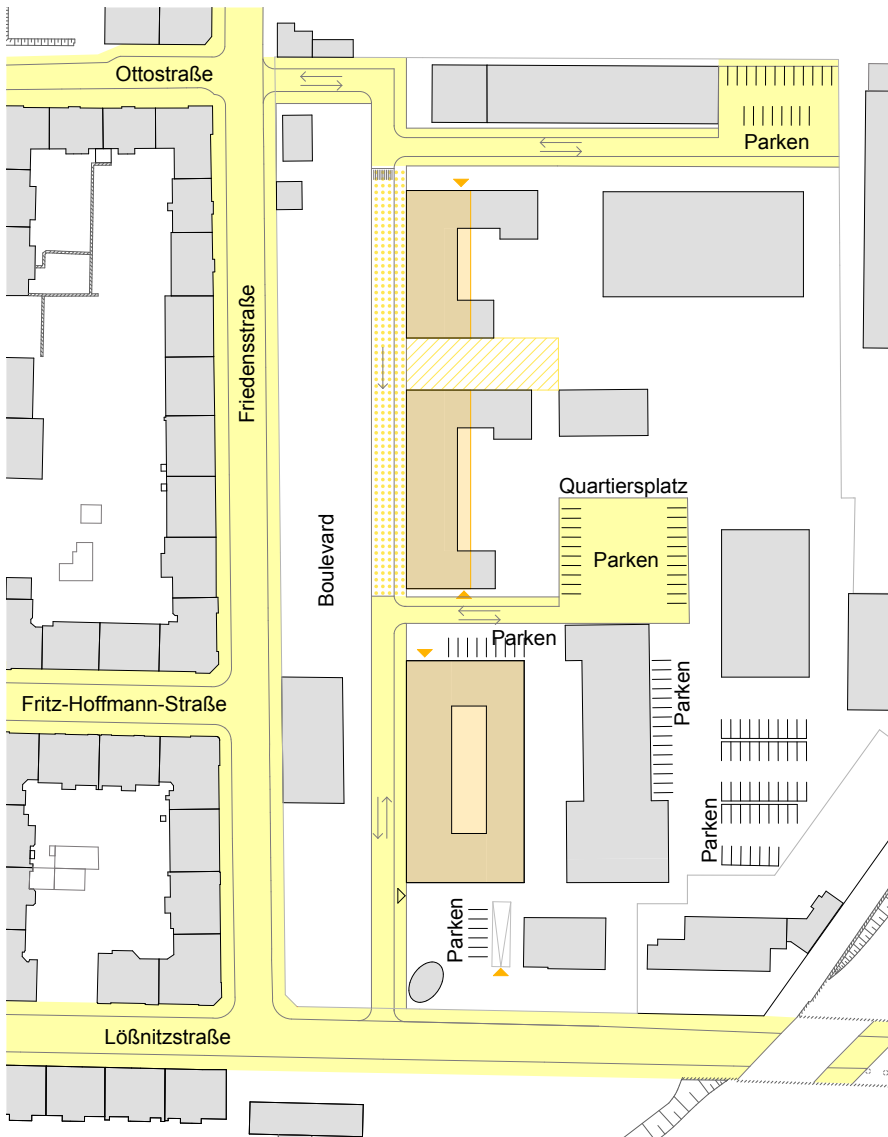 Ottostraße
Parken
Friedensstraße
Boulevard
Quartiersplatz
Parken
Parken
Parken
Fritz-Hoffmann-Straße
Parken
Parken
Lößnitzstraße